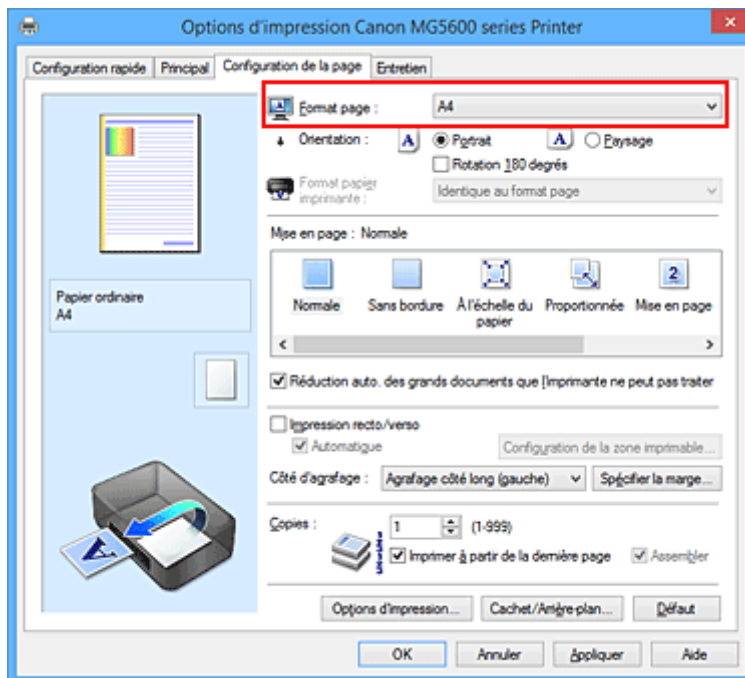 Options d'impression Canon MG5600 series Printer
Configuration rapide Principal Configuration de la page Entretien
Format page : A4
Orientation : A Portrait A Paysage
Rotation 180 degrés
Format papier
imprimante : Identique au format page
Mise en page : Normale
Normale Sans bordure À l'échelle du
papier Proportionnée Mise en page
Papier ordinaire
A4
Réduction auto. des grands documents que l'imprimante ne peut pas traiter
Impression recto/verso
Automatique Configuration de la zone imprimable...
Côté d'agrafage : Agrafage côté long (gauche) Spécifier la marge...
Copies : 1 (1-999)
Imprimer à partir de la dernière page Assembler
Options d'impression... Cachet/Arrière-plan... Défaut
OK Annuler Appliquer Aide